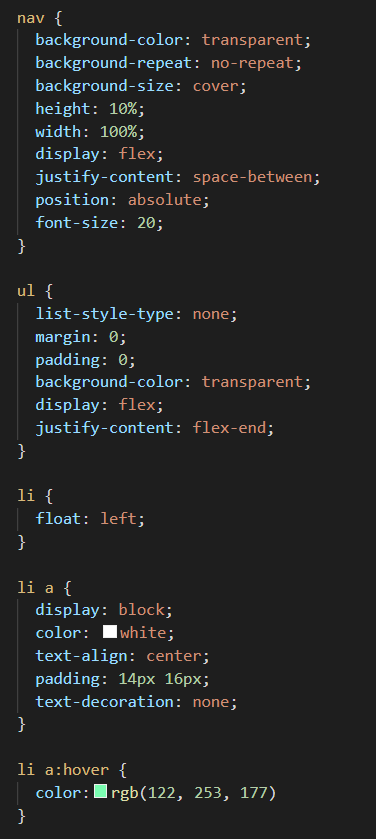 nav {
  background-color: transparent;
  background-repeat: no-repeat;
  background-size: cover;
  height: 10%;
  width: 100%;
  display: flex;
  justify-content: space-between;
  position: absolute;
  font-size: 20;
}

ul {
  list-style-type: none;
  margin: 0;
  padding: 0;
  background-color: transparent;
  display: flex;
  justify-content: flex-end;
}

li {
  float: left;
}

li a {
  display: block;
  color: white;
  text-align: center;
  padding: 14px 16px;
  text-decoration: none;
}

li a:hover {
  color: rgb(122, 253, 177)
}